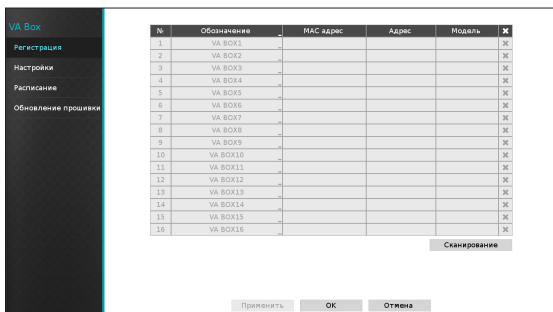 VA Box
Регистрация
Настройки
Расписание
Обновление прошивки
№ Обозначение MAC адрес Адрес Модель ✖
1 VA BOX1 ✖
2 VA BOX2 ✖
3 VA BOX3 ✖
4 VA BOX4 ✖
5 VA BOX5 ✖
6 VA BOX6 ✖
7 VA BOX7 ✖
8 VA BOX8 ✖
9 VA BOX9 ✖
10 VA BOX10 ✖
11 VA BOX11 ✖
12 VA BOX12 ✖
13 VA BOX13 ✖
14 VA BOX14 ✖
15 VA BOX15 ✖
16 VA BOX16 ✖
Сканирование
Применить OK Отмена